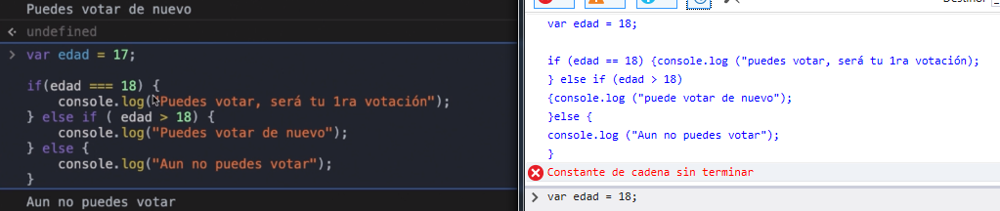 Puedes votar de nuevo
undefined
var edad = 17;
if(edad === 18) {
console.log("Puedes votar, será tu 1ra votación");
} else if ( edad > 18) {
console.log("Puedes votar de nuevo");
} else {
console.log("Aun no puedes votar");
}
Aun no puedes votar
var edad = 18;
if (edad == 18) {console.log ("puedes votar, será tu 1ra votación);
} else if (edad > 18)
{console.log ("puede votar de nuevo");
}else {
console.log ("Aun no puedes votar");
}
Constante de cadena sin terminar
var edad = 18;